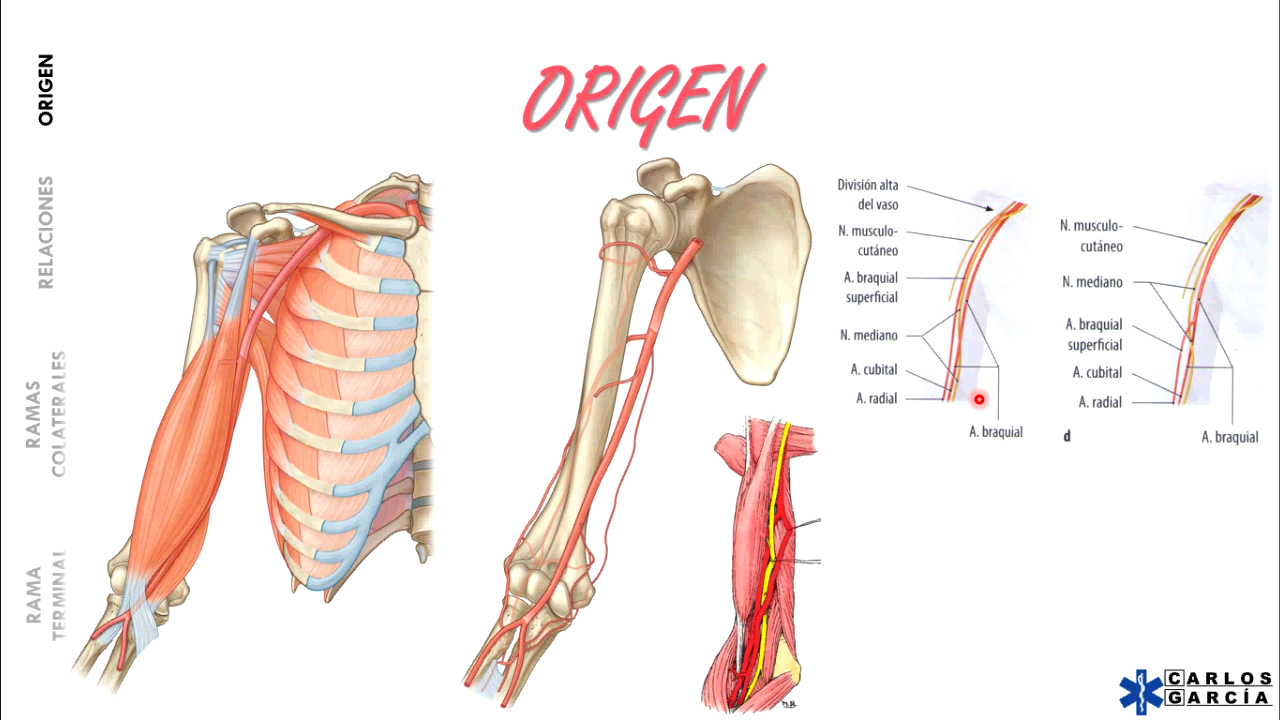 ORIGEN
RELACIONES
RAMAS
COLATERALES
RAMA
TERMINAL
ORIGEN
División alta
del vaso
N. musculo-
cutáneo
A. braquial
superficial
N. mediano
A. cubital
A. radial
A. braquial
N. musculo-
cutáneo
N. mediano
A. braquial
superficial
A. cubital
A. radial
d
A. braquial
CARLOS
GARCÍA